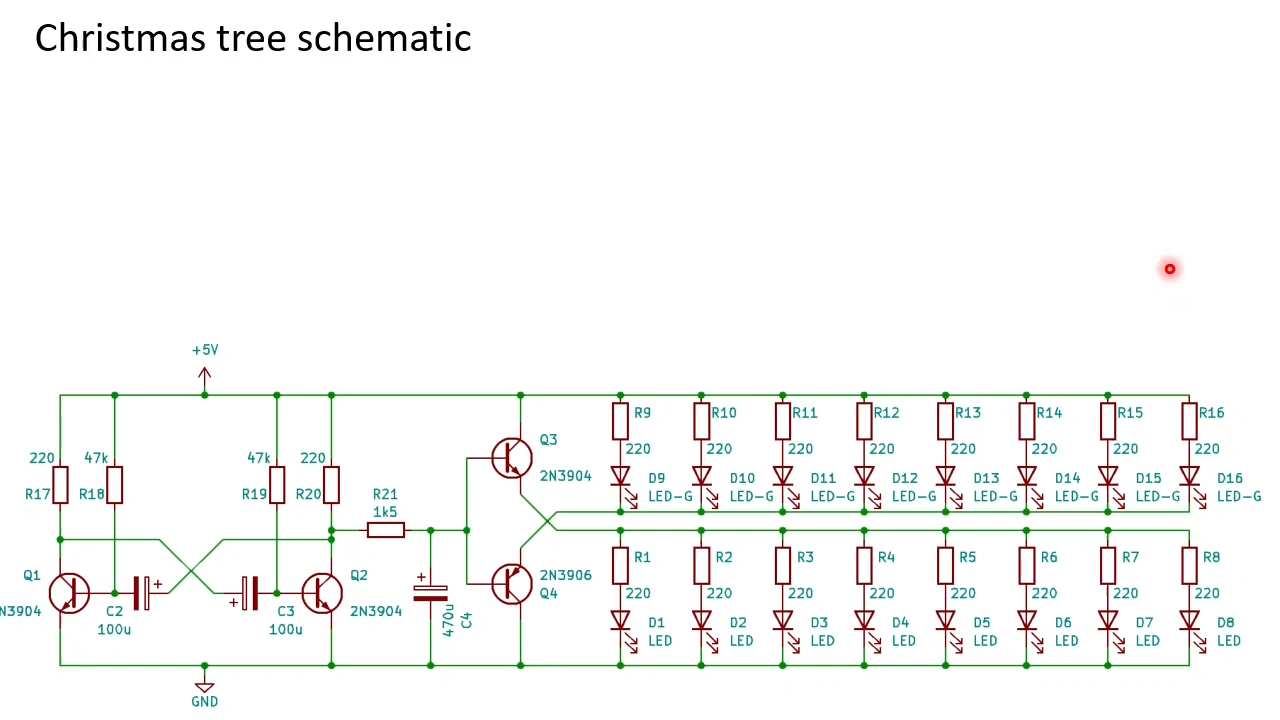 Christmas tree schematic
+5V
R9 R10 R11 R12 R13 R14 R15 R16
220 220 220 220 220 220 220 220
D9 D10 D11 D12 D13 D14 D15 D16
LED-G LED-G LED-G LED-G LED-G LED-G LED-G LED-G
Q3
2N3904
220 47k 47k 220
R17 R18 R19 R20
R21
1k5
R1 R2 R3 R4 R5 R6 R7 R8
220 220 220 220 220 220 220 220
D1 D2 D3 D4 D5 D6 D7 D8
LED LED LED LED LED LED LED LED
Q1
N3904
+
C2
100u
+
C3
100u
Q2
2N3904
+
470u
C4
2N3906
Q4
GND